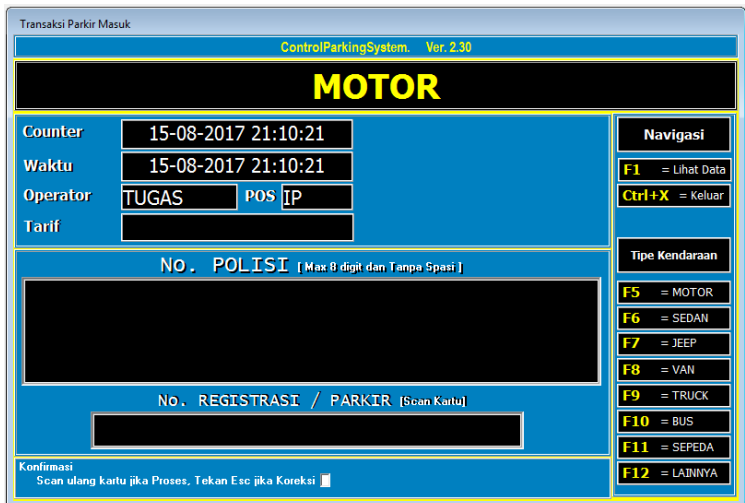 Transaksi Parkir Masuk
ControlParkingSystem. Ver. 2.30
MOTOR
Counter 15-08-2017 21:10:21
Waktu 15-08-2017 21:10:21
Operator TUGAS POS IP
Tarif
No. POLISI [ Max 8 digit dan Tanpa Spasi ]
No. REGISTRASI / PARKIR [Scan Kartu]
Konfirmasi
Scan ulang kartu jika Proses, Tekan Esc jika Koreksi
Navigasi
F1 = Lihat Data
Ctrl+X = Keluar
Tipe Kendaraan
F5 = MOTOR
F6 = SEDAN
F7 = JEEP
F8 = VAN
F9 = TRUCK
F10 = BUS
F11 = SEPEDA
F12 = LAINNYA